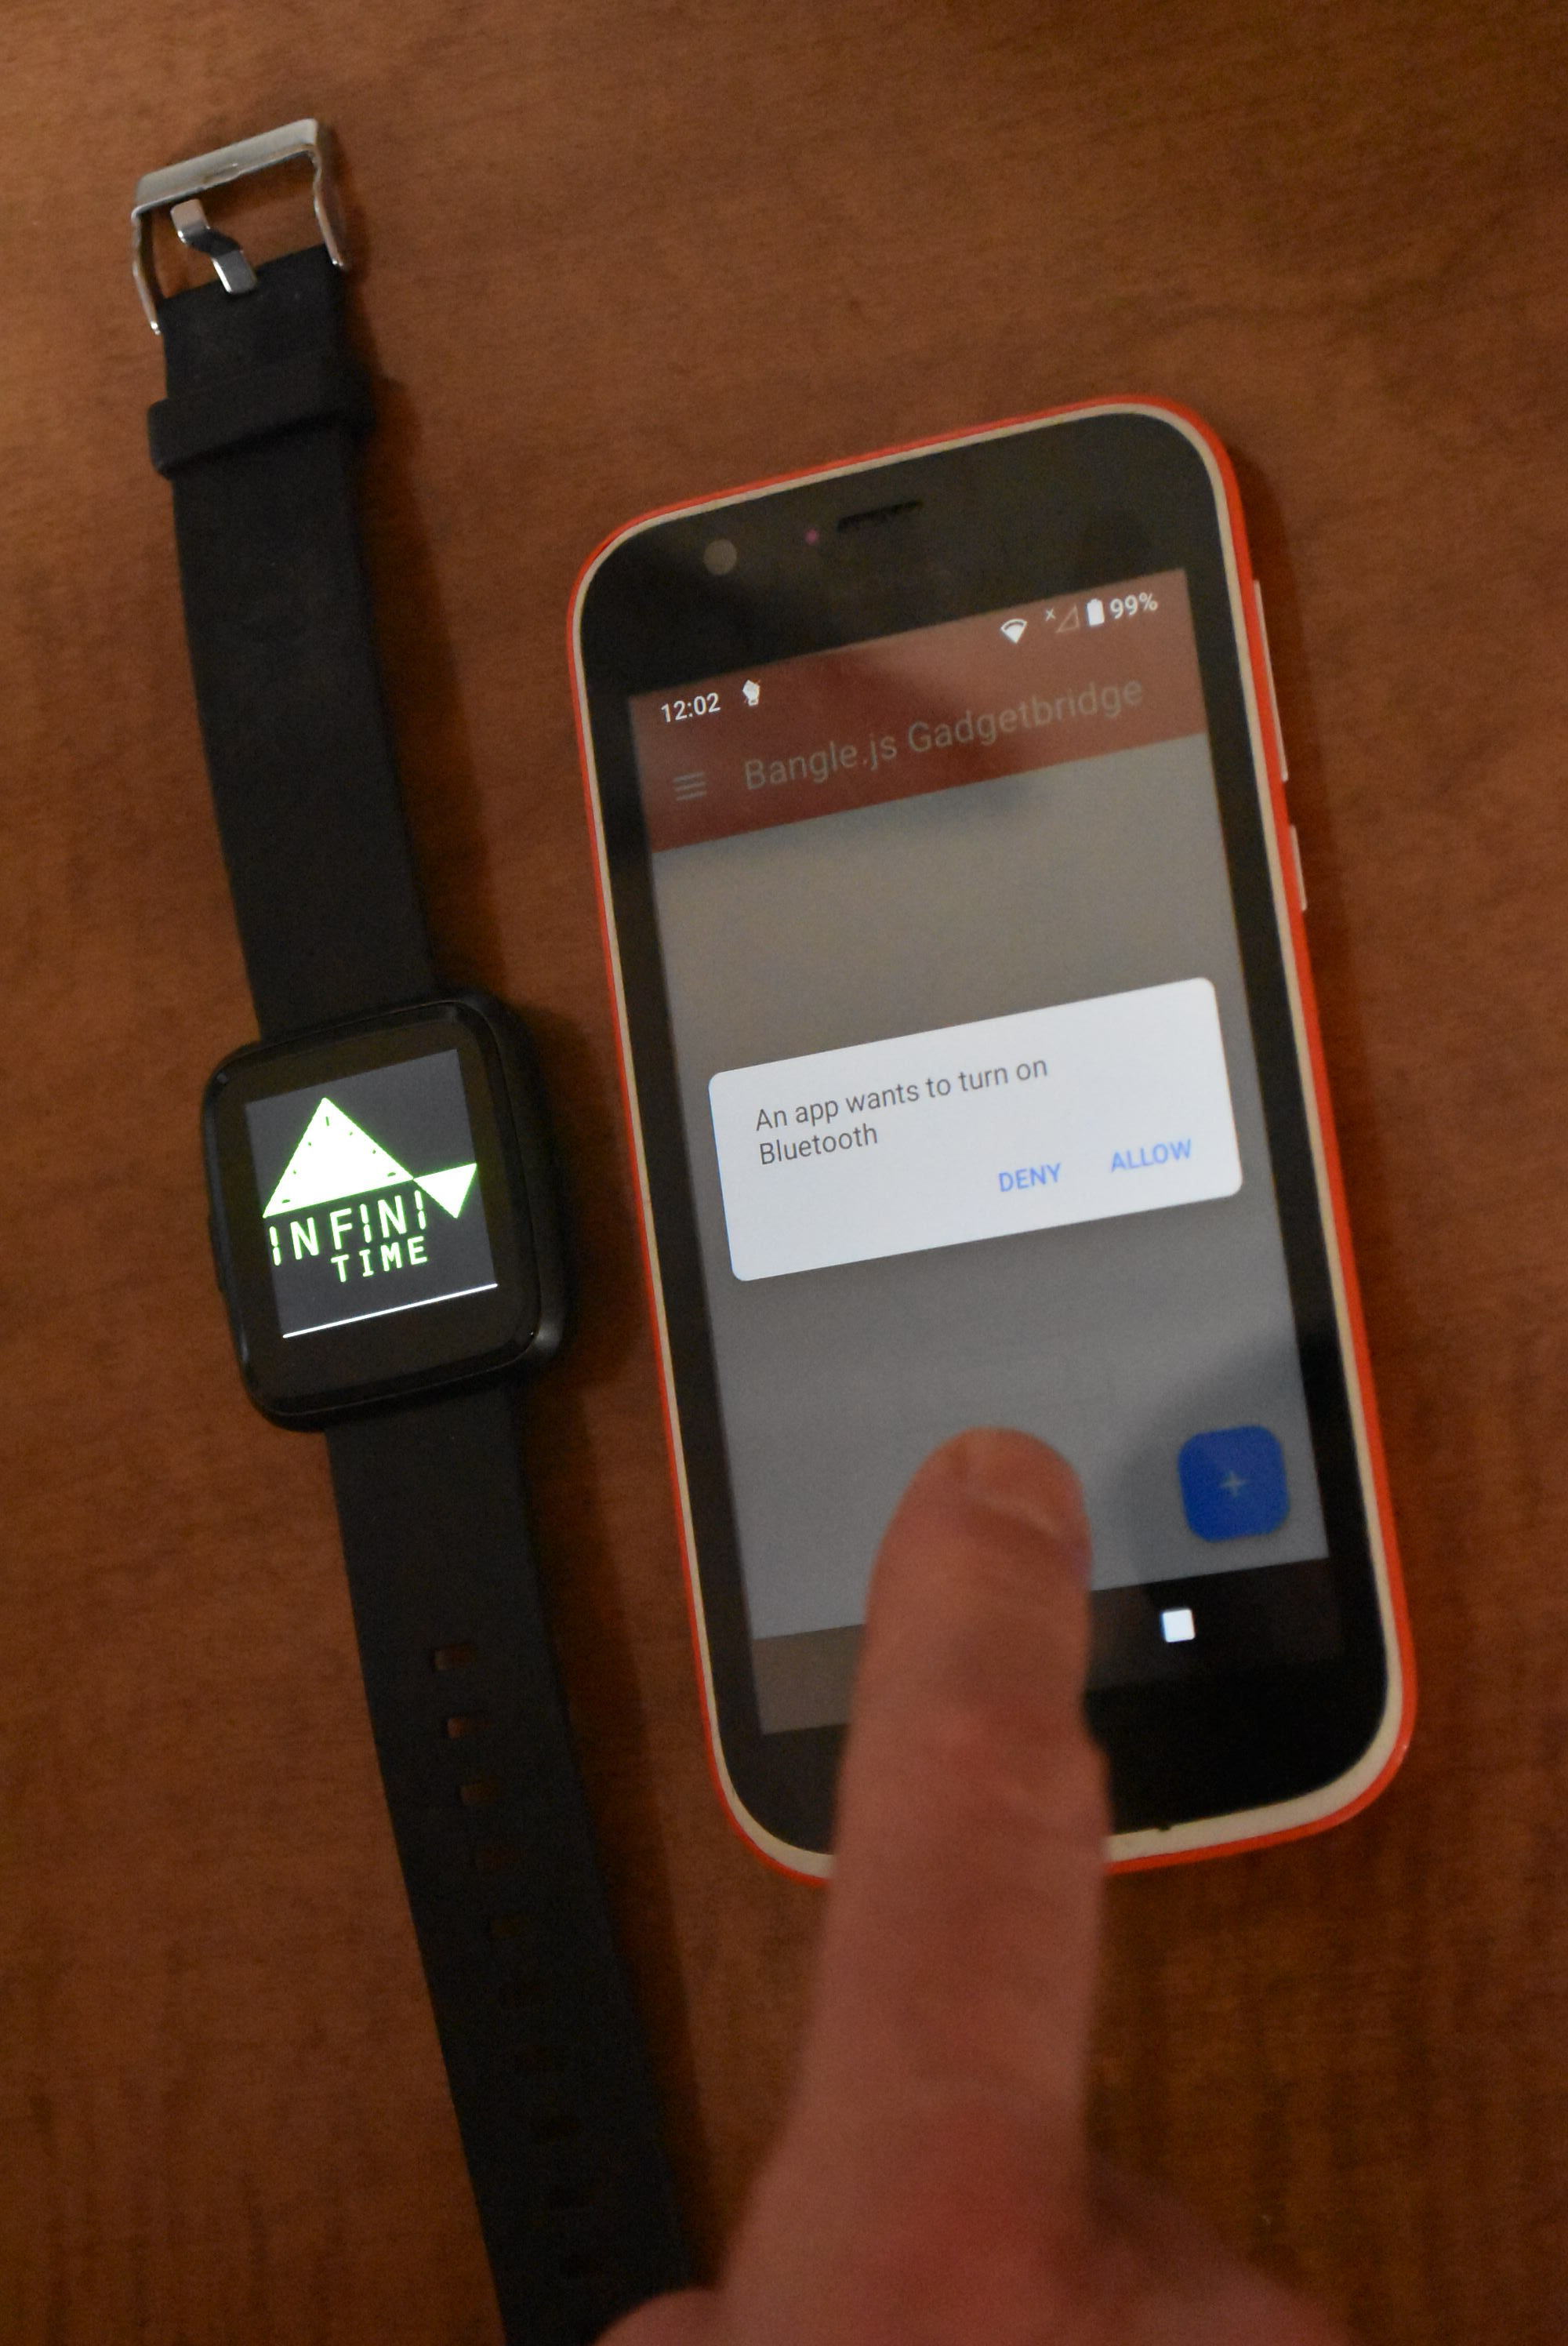 12:02
99%
Bangle.js Gadgetbridge
An app wants to turn on
Bluetooth
DENY ALLOW
INFINI
TIME